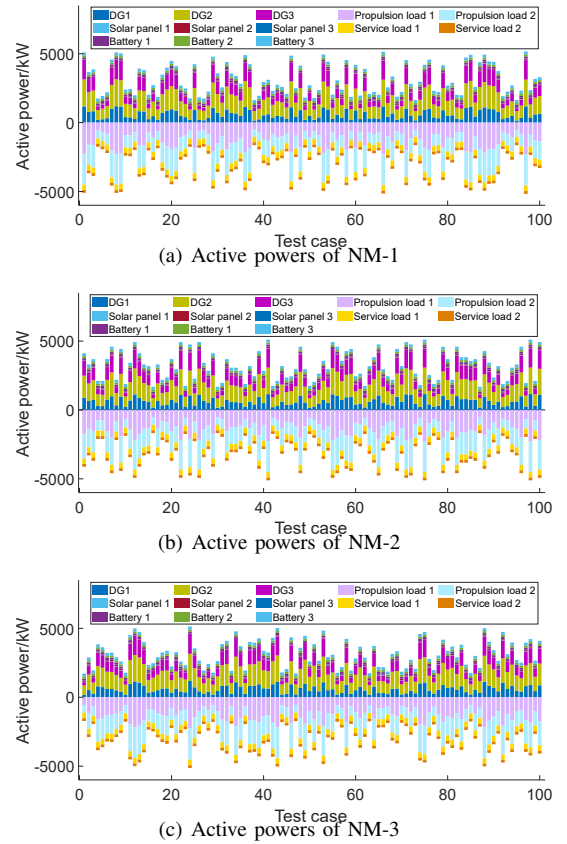 DG1 DG2 DG3 Propulsion load 1 Propulsion load 2
Solar panel 1 Solar panel 2 Solar panel 3 Service load 1 Service load 2
Battery 1 Battery 2 Battery 3
5000
0
-5000
Active power/kW
0 20 40 60 80 100
Test case
(a) Active powers of NM-1
DG1 DG2 DG3 Propulsion load 1 Propulsion load 2
Solar panel 1 Solar panel 2 Solar panel 3 Service load 1 Service load 2
Battery 1 Battery 1 Battery 3
5000
0
-5000
Active power/kW
0 20 40 60 80 100
Test case
(b) Active powers of NM-2
DG1 DG2 DG3 Propulsion load 1 Propulsion load 2
Solar panel 1 Solar panel 2 Solar panel 3 Service load 1 Service load 2
Battery 1 Battery 2 Battery 3
5000
0
-5000
Active power/kW
0 20 40 60 80 100
Test case
(c) Active powers of NM-3